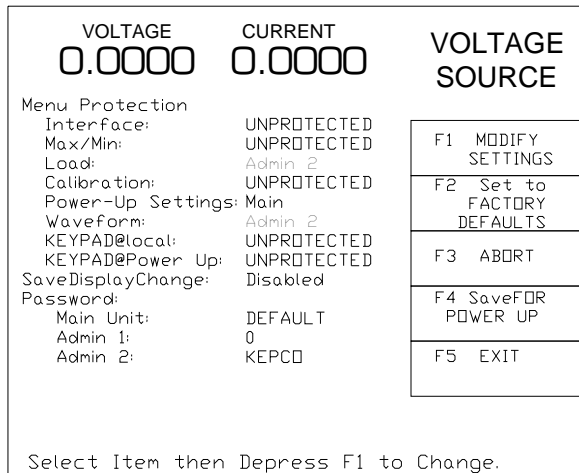 VOLTAGE CURRENT
0.0000 0.0000
VOLTAGE
SOURCE
Menu Protection
Interface: UNPROTECTED
Max/Min: UNPROTECTED
Load: Admin 2
Calibration: UNPROTECTED
Power-Up Settings: Main
Waveform: Admin 2
KEYPAD@local: UNPROTECTED
KEYPAD@Power Up: UNPROTECTED
SaveDisplayChange: Disabled
Password:
Main Unit: DEFAULT
Admin 1: 0
Admin 2: KEPCO
F1 MODIFY
SETTINGS
F2 Set to
FACTORY
DEFAULTS
F3 ABORT
F4 SaveFOR
POWER UP
F5 EXIT
Select Item then Depress F1 to Change.